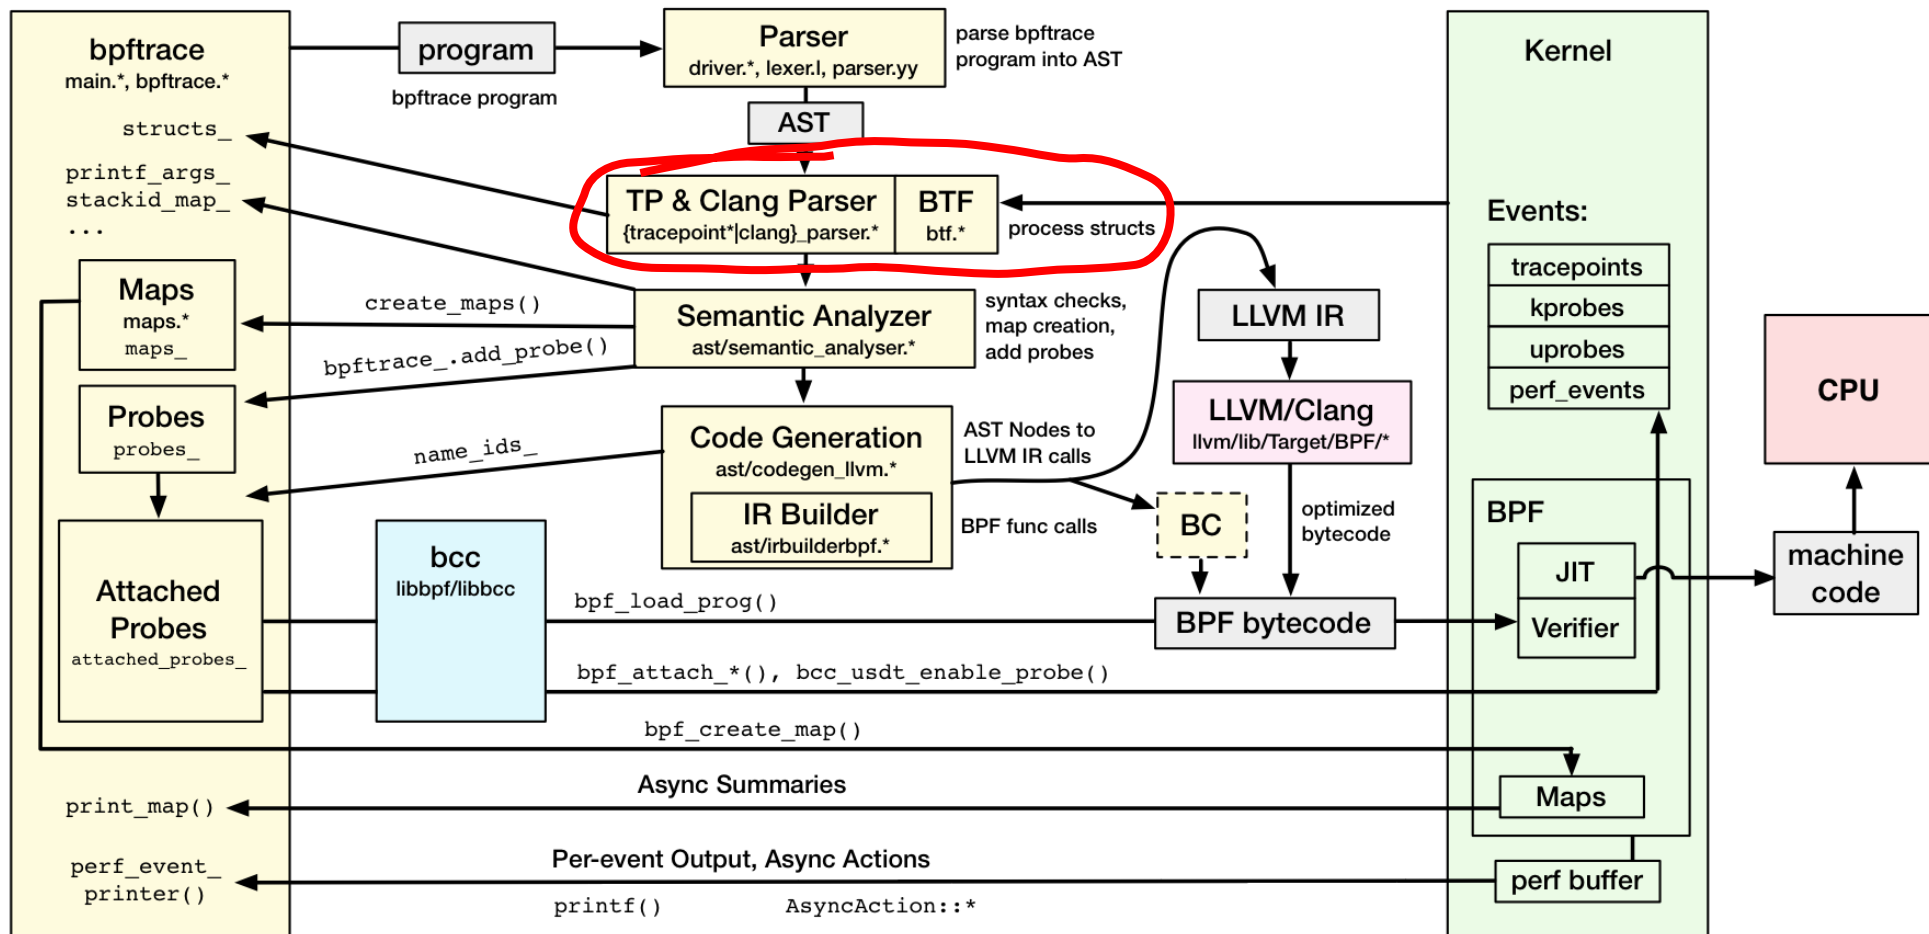 bpftrace
main.*, bpftrace.*
structs_
printf_args_
stackid_map_
...
Maps
maps.*
maps_
Probes
probes_
Attached
Probes
attached_probes_
print_map()
perf_event_
printer()
program
bpftrace program
Parser
driver.*, lexer.l, parser.yy
parse bpftrace
program into AST
AST
TP & Clang Parser
{tracepoint*|clang}_parser.*
BTF
btf.*
process structs
create_maps()
bpftrace_.add_probe()
name_ids_
Semantic Analyzer
ast/semantic_analyser.*
syntax checks,
map creation,
add probes
Code Generation
ast/codegen_llvm.*
IR Builder
ast/irbuilderbpf.*
AST Nodes to
LLVM IR calls
BPF func calls
LLVM IR
LLVM/Clang
llvm/lib/Target/BPF/*
optimized
bytecode
BC
BPF bytecode
bcc
libbpf/libbcc
bpf_load_prog()
bpf_attach_*(), bcc_usdt_enable_probe()
bpf_create_map()
Async Summaries
Per-event Output, Async Actions
printf()
AsyncAction::*
Kernel
Events:
tracepoints
kprobes
uprobes
perf_events
BPF
JIT
Verifier
Maps
perf buffer
CPU
machine
code